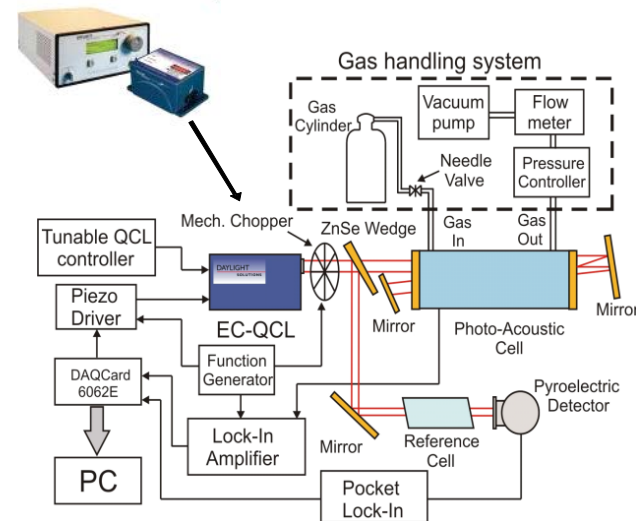 Gas handling system
Gas
Cylinder
Vacuum
pump
Flow
meter
Needle
Valve
Pressure
Controller
Mech. Chopper
ZnSe Wedge
Gas
In
Gas
Out
Tunable QCL
controller
DAYLIGHT
SOLUTIONS
Piezo
Driver
EC-QCL
Mirror
Photo-Acoustic
Cell
Mirror
Function
Generator
DAQCard
6062E
Pyroelectric
Detector
Lock-In
Amplifier
Mirror
Reference
Cell
PC
Pocket
Lock-In